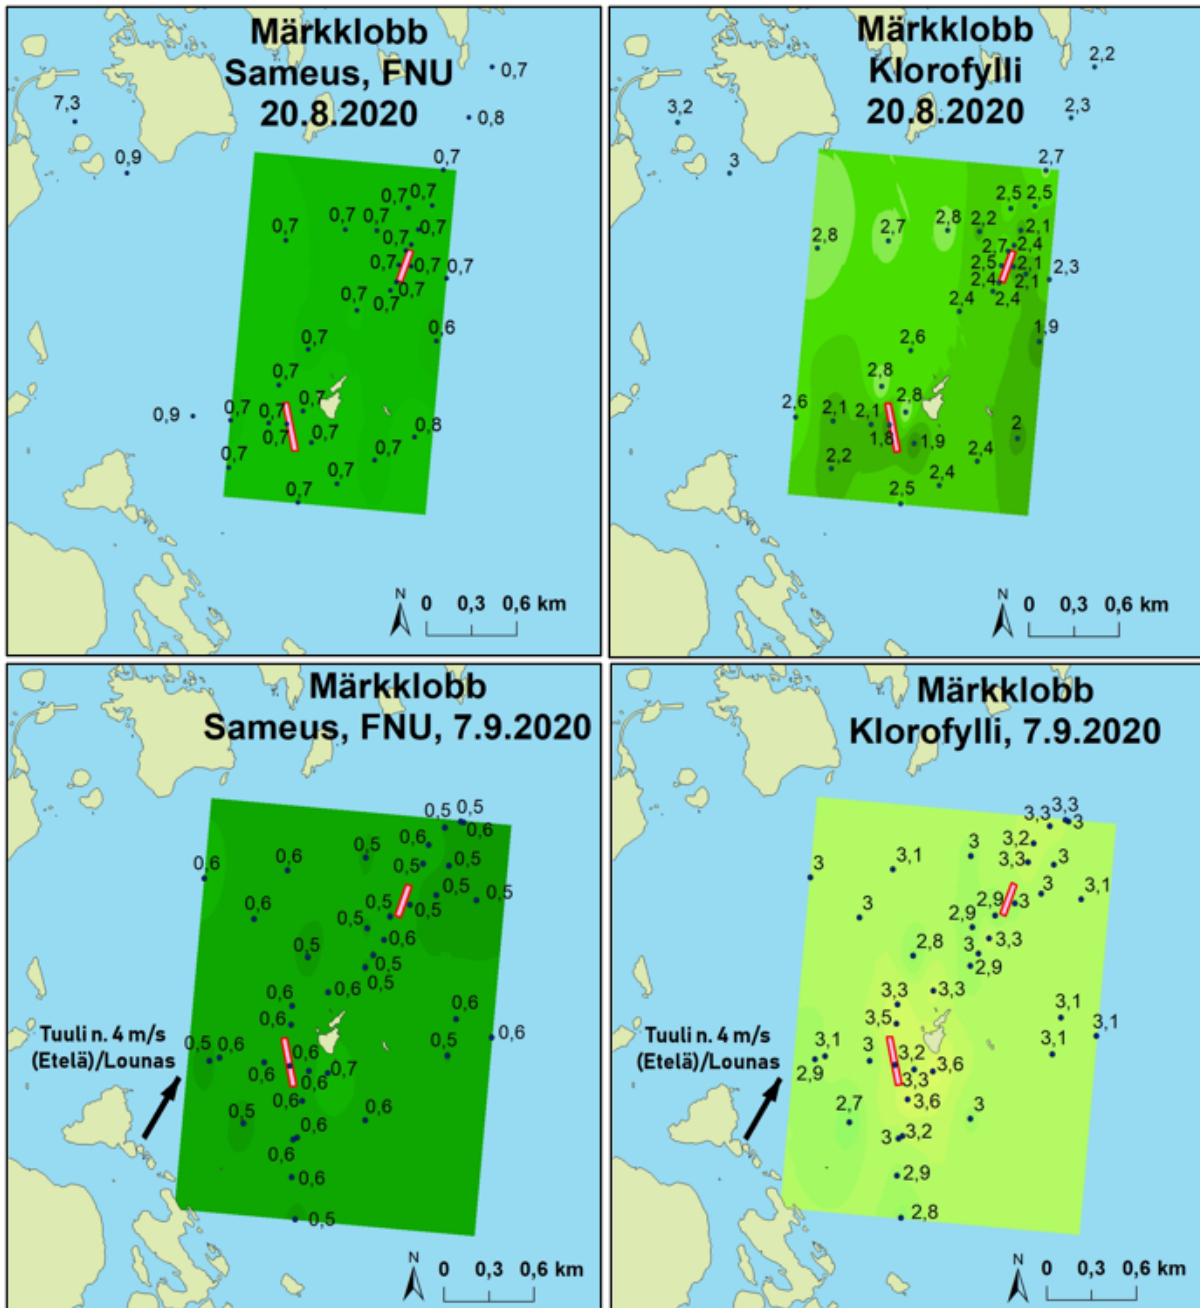 Märkklobb
Sameus, FNU
20.8.2020
0,7
7,3
0,8
0,9
0,7
0,7 0,7
0,7 0,7 0,7
0,7
0,7
0,7 0,7 0,7
0,7
0,7 0,7
0,6
0,7
0,7
0,7
0,9 0,7 0,7
0,8
0,7 0,7
0,7
0,7 0,7
0,7
N
0 0,3 0,6 km
Märkklobb
Klorofylli
20.8.2020
2,2
3,2 2,3
3
2,7
2,5 2,5
2,8 2,2 2,1
2,8 2,7
2,7 2,4
2,5 2,1 2,3
2,4 2,1
2,4 2,4
1,9
2,6
2,8
2,6 2,1 2,1 2,8
2
1,8 1,9
2,2 2,4
2,4
2,5
N
0 0,3 0,6 km
Märkklobb
Sameus, FNU, 7.9.2020
0,5 0,5
0,6 0,6
0,5
0,6 0,6 0,5 0,5
0,5 0,5
0,5 0,5
0,5
0,6
0,5 0,5
0,5
0,6 0,6
0,6 0,6
0,6
Tuuli n. 4 m/s
(Etelä)/Lounas
0,5 0,6 0,6 0,5
0,6 0,7
0,6
0,6 0,6
0,5
0,6
0,6
0,6
0,5
N
0 0,3 0,6 km
Märkklobb
Klorofylli, 7.9.2020
3,3 3,3 3
3,2
3 3,3 3
3 3,1
3,1
2,9 3
3 2,9
3,3
2,8 3
2,9
3,3 3,3
3,5 3,1
3,1
Tuuli n. 4 m/s
(Etelä)/Lounas
3,1 3 3,2 3,1
2,9 3,6
3,3
3,6
2,7 3
3 3,2
2,9
2,8
N
0 0,3 0,6 km